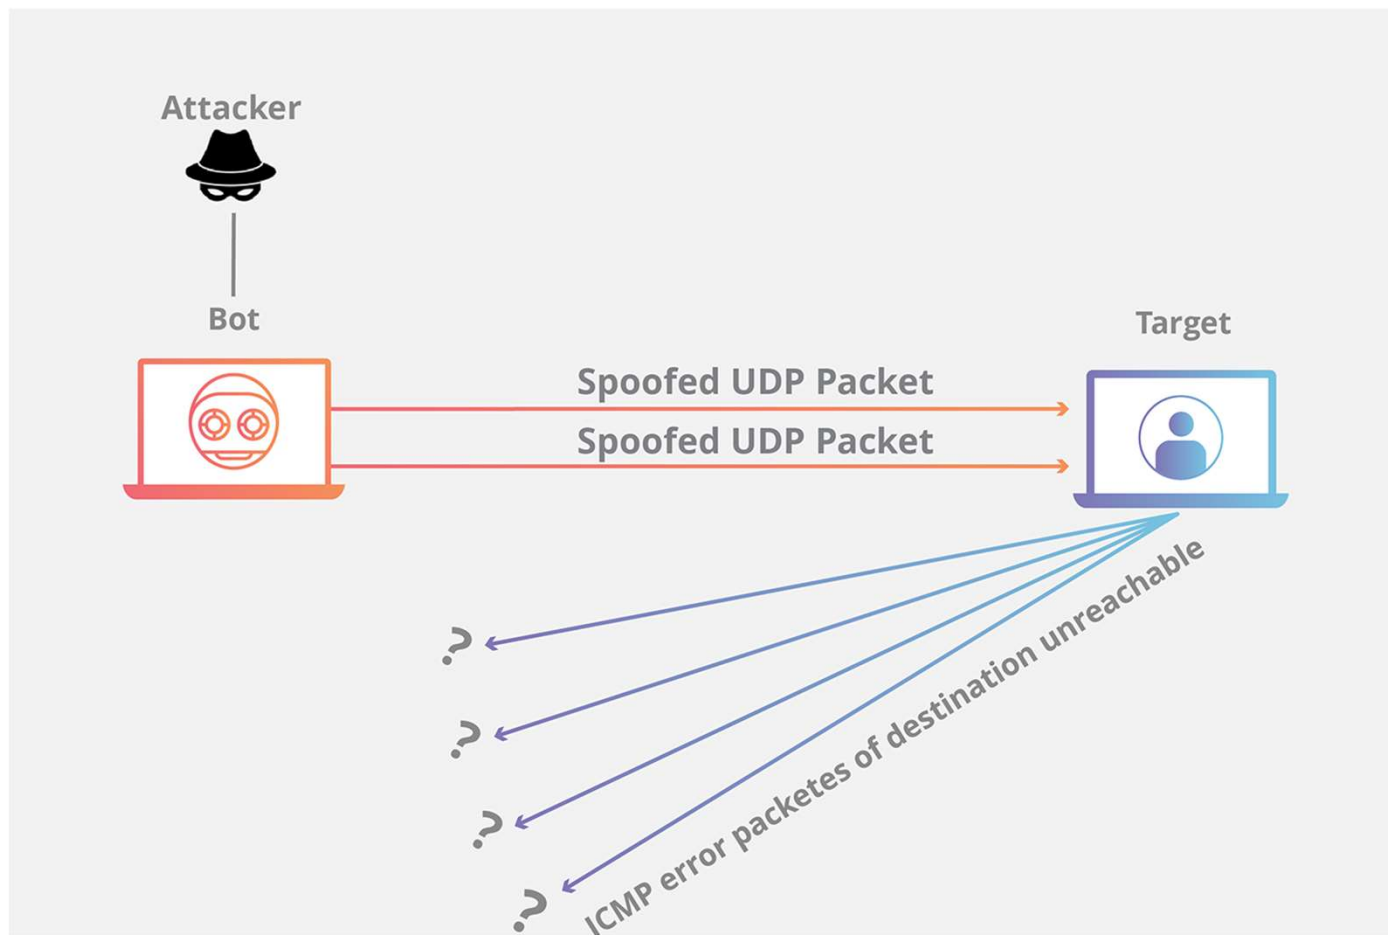 Attacker
Bot
Target
Spoofed UDP Packet
Spoofed UDP Packet
?
?
?
?
ICMP error packetes of destination unreachable